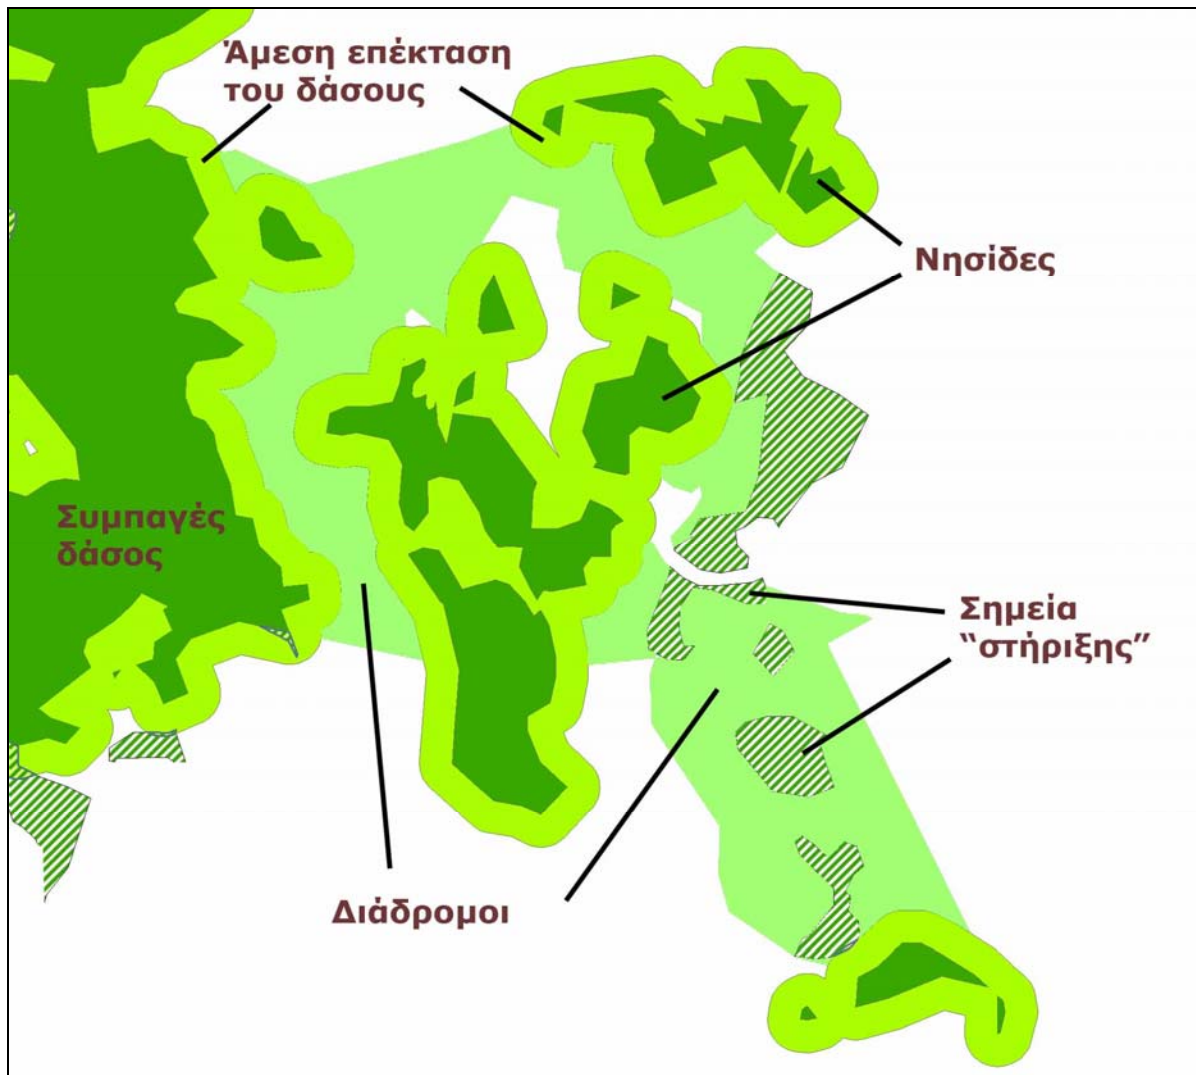 Άμεση επέκταση
του δάσους
Νησίδες
Συμπαγές
δάσος
Σημεία
“στήριξης”
Διάδρομοι